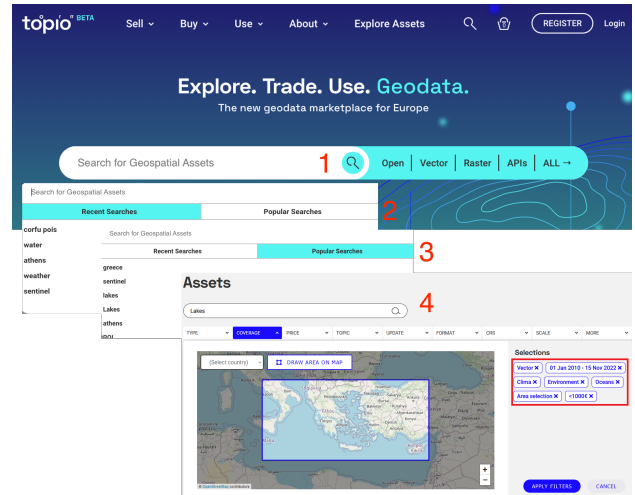 topio" BETA
Sell Buy Use About Explore Assets REGISTER Login
Explore. Trade. Use. Geodata.
The new geodata marketplace for Europe
Search for Geospatial Assets 1 Open Vector Raster APIs ALL →
Search for Geospatial Assets
Recent Searches Popular Searches 2
corfu pois
water
athens
weather
sentinel
Search for Geospatial Assets
Recent Searches Popular Searches 3
greece
sentinel
lakes
Lakes
athens
Assets
Lakes 4
TYPE COVERAGE PRICE TOPIC UPDATE FORMAT CRS SCALE MORE
(Select country) DRAW AREA ON MAP
+
−
© OpenStreetMap contributors
Selections
Vector × 01 Jan 2010 - 15 Nov 2022 ×
Clima × Environment × Oceans ×
Area selection × <1000€ ×
APPLY FILTERS CANCEL